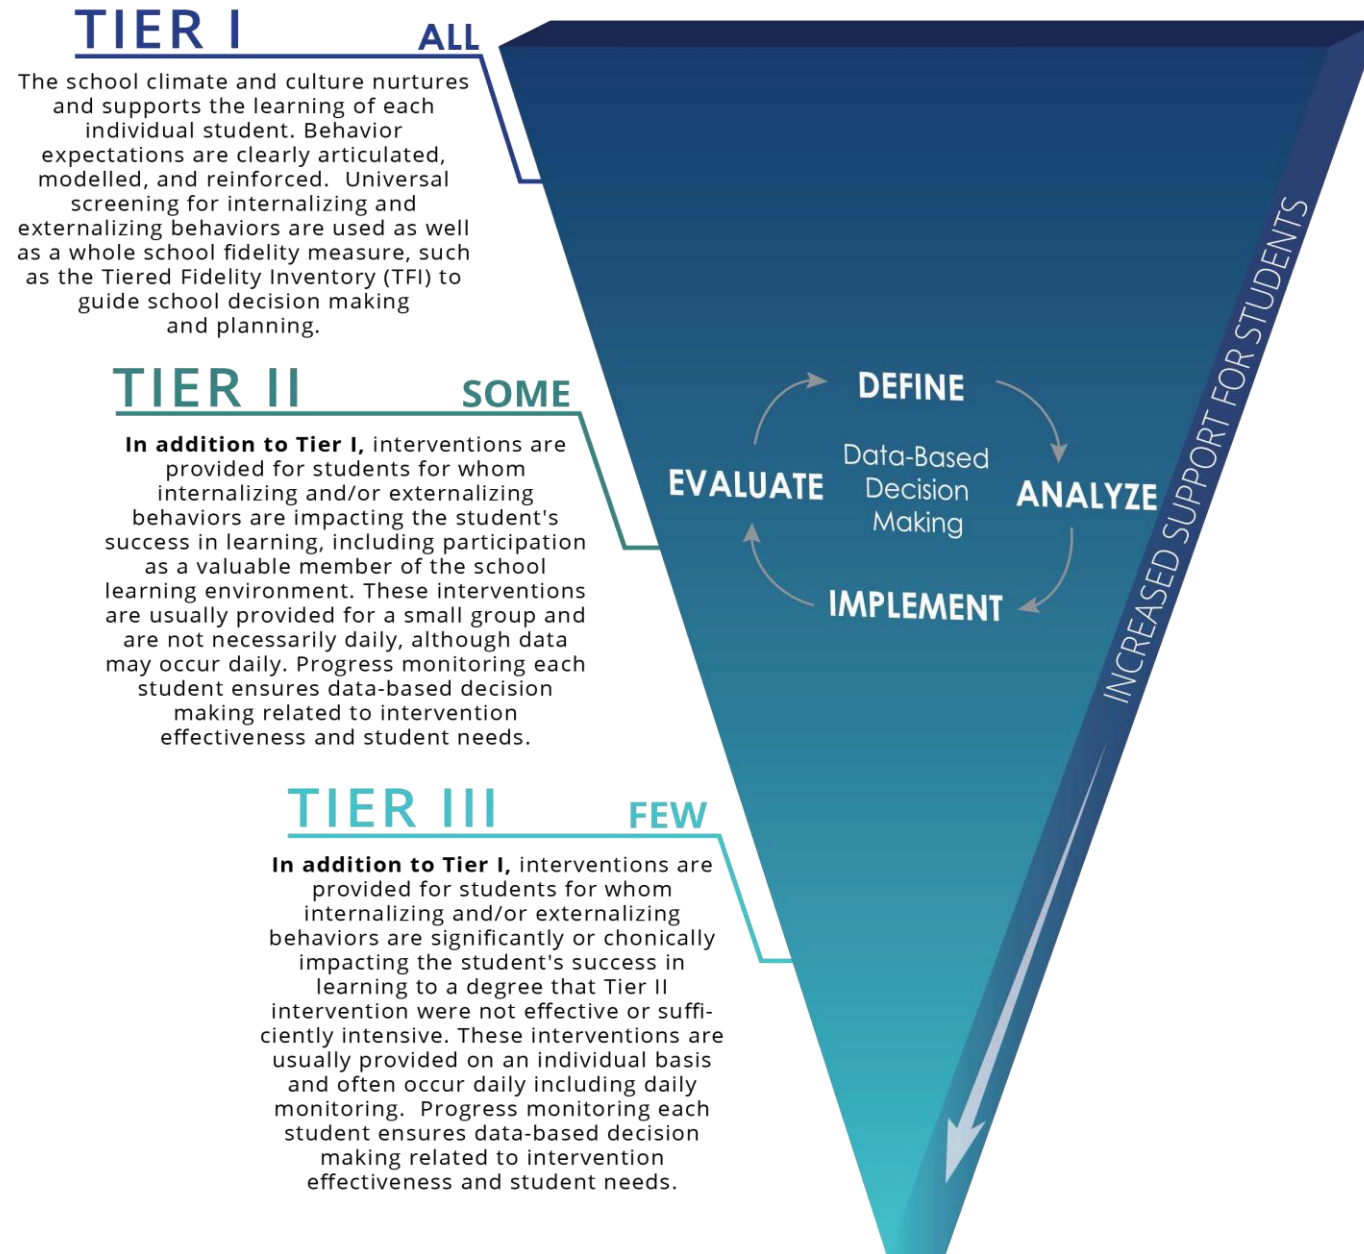 TIER I
ALL
The school climate and culture nurtures
and supports the learning of each
individual student. Behavior
expectations are clearly articulated,
modelled, and reinforced.  Universal
screening for internalizing and
externalizing behaviors are used as well
as a whole school fidelity measure, such
as the Tiered Fidelity Inventory (TFI) to
guide school decision making
and planning.
TIER II
SOME
In addition to Tier I, interventions are
provided for students for whom
internalizing and/or externalizing
behaviors are impacting the student's
success in learning, including participation
as a valuable member of the school
learning environment. These interventions
are usually provided for a small group and
are not necessarily daily, although data
may occur daily. Progress monitoring each
student ensures data-based decision
making related to intervention
effectiveness and student needs.
TIER III
FEW
In addition to Tier I, interventions are
provided for students for whom
internalizing and/or externalizing
behaviors are significantly or chonically
impacting the student's success in
learning to a degree that Tier II
intervention were not effective or suffi-
ciently intensive. These interventions are
usually provided on an individual basis
and often occur daily including daily
monitoring.  Progress monitoring each
student ensures data-based decision
making related to intervention
effectiveness and student needs.
DEFINE
ANALYZE
IMPLEMENT
EVALUATE
Data-Based
Decision
Making
INCREASED SUPPORT FOR STUDENTS